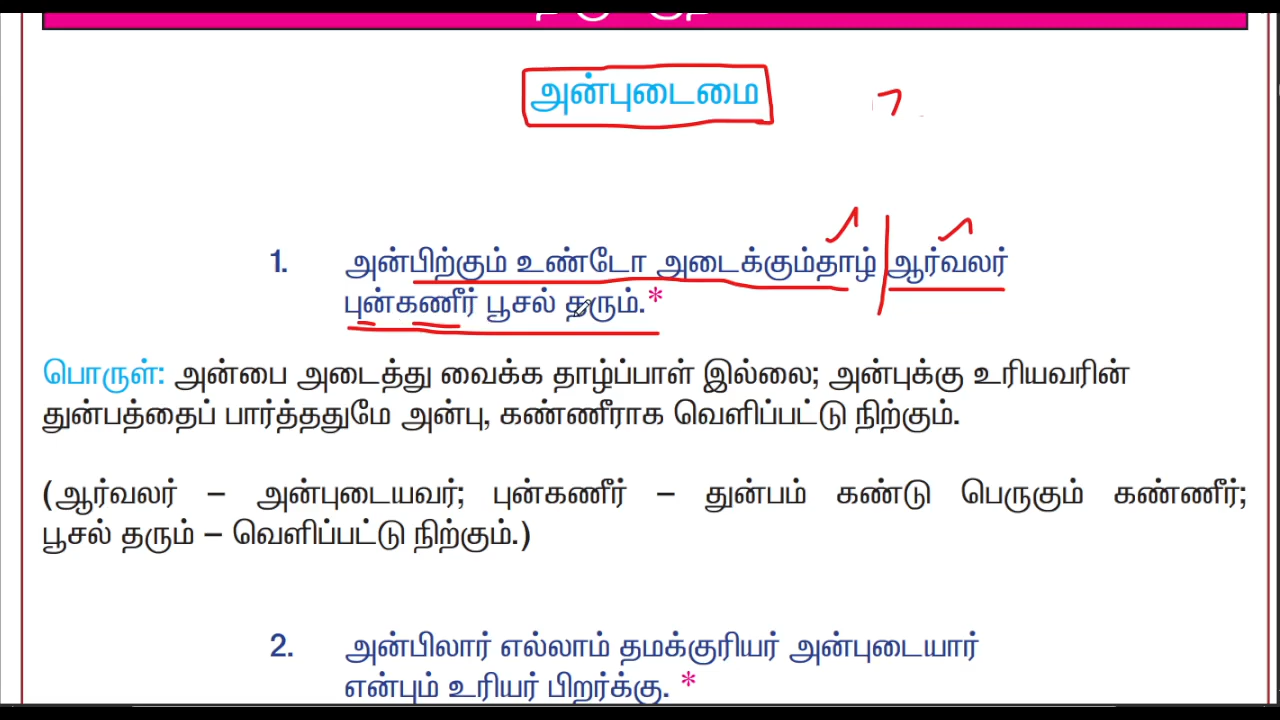 அன்புடைமை
1. அன்பிற்கும் உண்டோ அடைக்கும்தாழ் ஆர்வலர்
புன்கணீர் பூசல் தரும்.*
பொருள்: அன்பை அடைத்து வைக்க தாழ்ப்பாள் இல்லை; அன்புக்கு உரியவரின்
துன்பத்தைப் பார்த்ததுமே அன்பு, கண்ணீராக வெளிப்பட்டு நிற்கும்.
(ஆர்வலர் – அன்புடையவர்; புன்கணீர் – துன்பம் கண்டு பெருகும் கண்ணீர்;
பூசல் தரும் – வெளிப்பட்டு நிற்கும்.)
2. அன்பிலார் எல்லாம் தமக்குரியர் அன்புடையார்
என்பும் உரியர் பிறர்க்கு. *